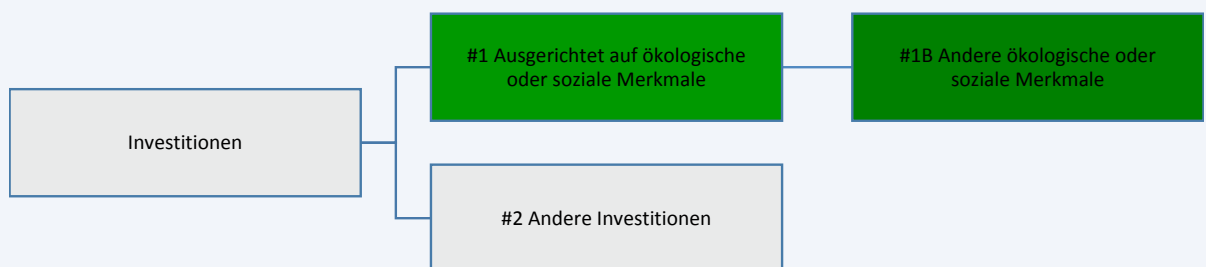 #1 Ausgerichtet auf ökologische
oder soziale Merkmale
#1B Andere ökologische oder
soziale Merkmale
Investitionen
#2 Andere Investitionen